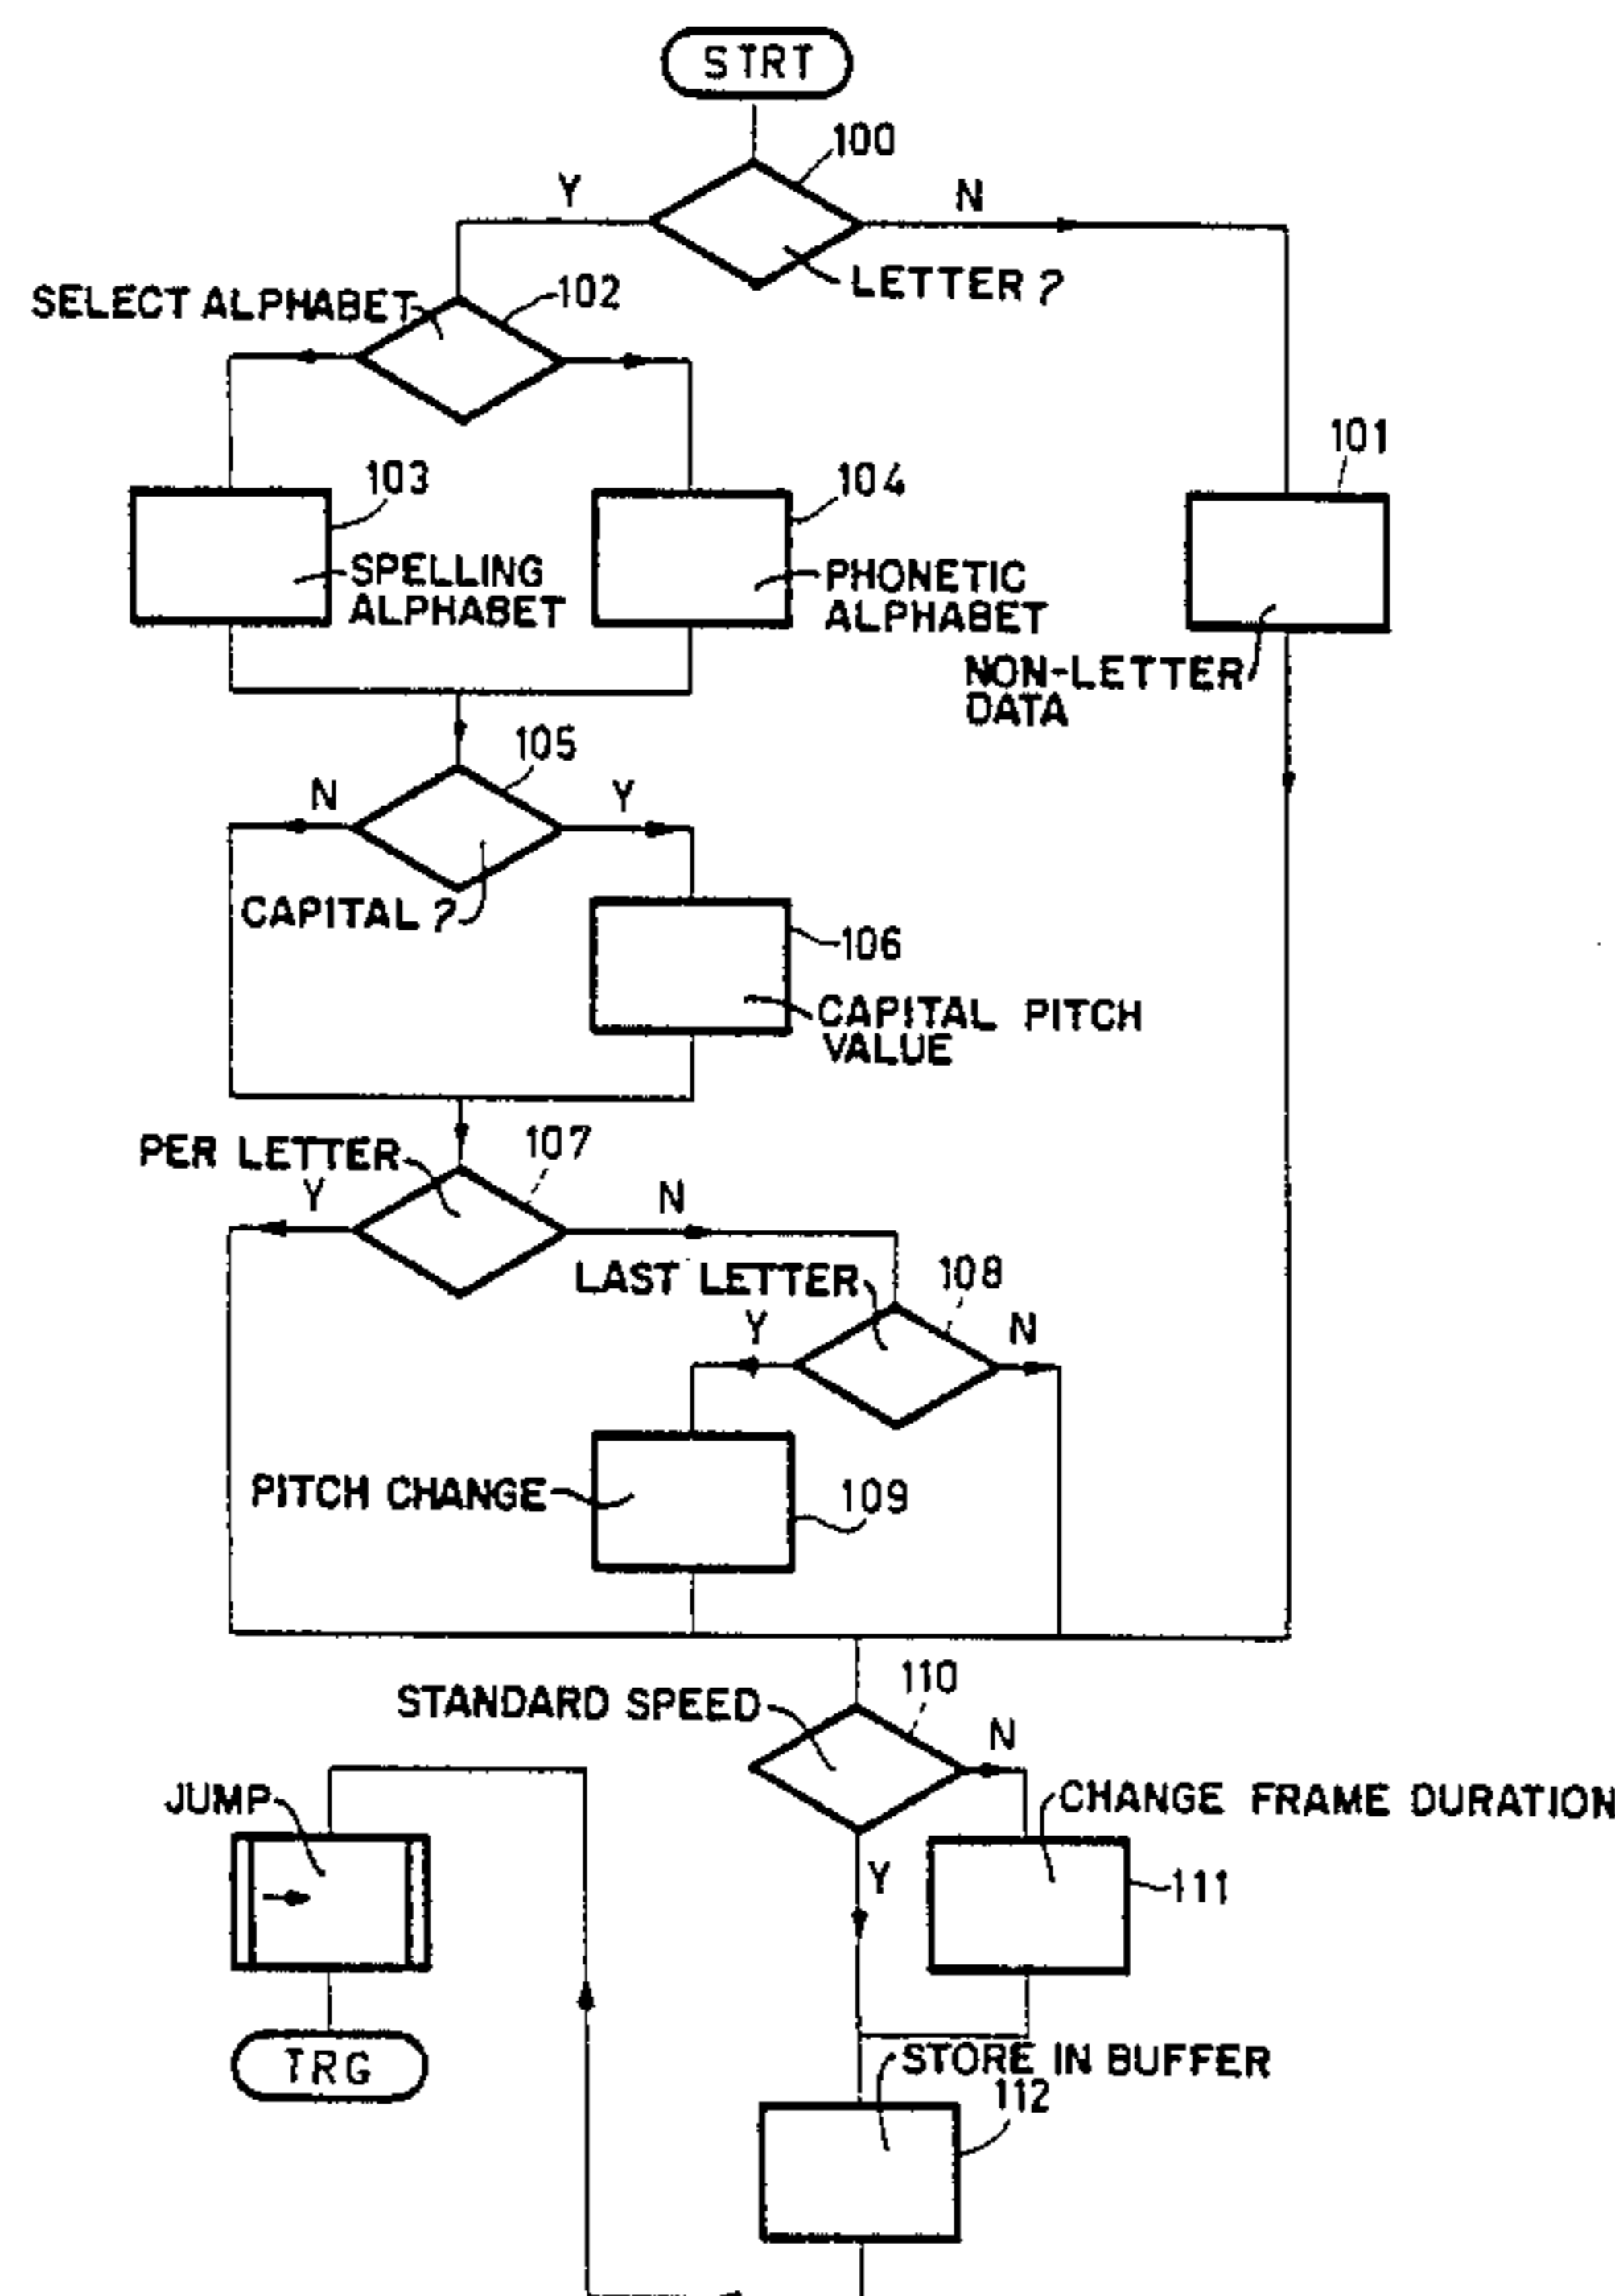 STRT
100
Y
N
LETTER ?
SELECT ALPHABET
102
101
103
104
SPELLING
ALPHABET
PHONETIC
ALPHABET
NON-LETTER
DATA
105
N
Y
CAPITAL ?
106
CAPITAL PITCH
VALUE
PER LETTER
107
Y
N
LAST LETTER
108
Y
N
PITCH CHANGE
109
110
STANDARD SPEED
N
JUMP
CHANGE FRAME DURATION
Y
111
TRG
STORE IN BUFFER
112